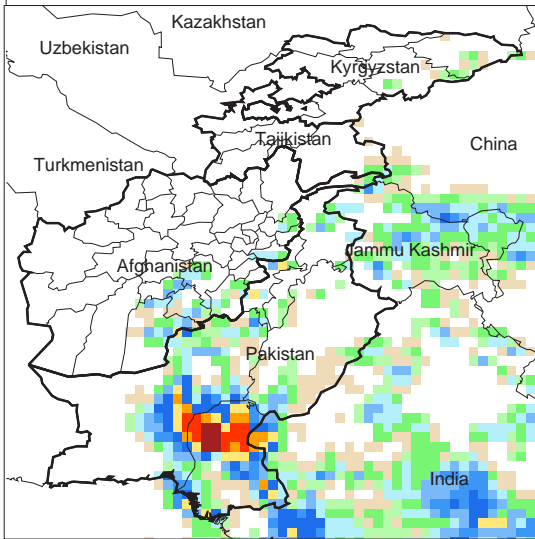 Kazakhstan
Uzbekistan
Kyrgyzstan
Tajikistan
China
Turkmenistan
Jammu Kashmir
Afghanistan
Pakistan
India